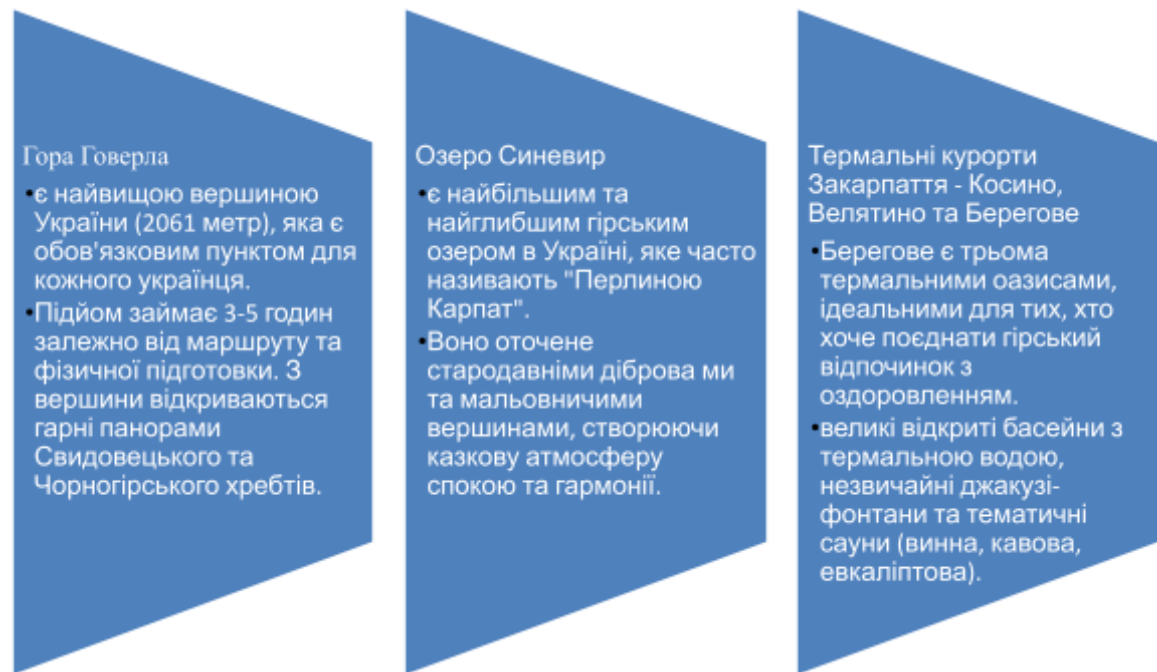 Гора Говерла
•є найвищою вершиною
України (2061 метр), яка є
обов'язковим пунктом для
кожного українця.
•Підйом займає 3-5 годин
залежно від маршруту та
фізичної підготовки. З
вершини відкриваються
гарні панорами
Свидовецького та
Чорногірського хребтів.
Озеро Синевир
•є найбільшим та
найглибшим гірським
озером в Україні, яке часто
називають "Перлиною
Карпат".
•Воно оточене
стародавніми діброва ми
та мальовничими
вершинами, створюючи
казкову атмосферу
спокою та гармонії.
Термальні курорти
Закарпаття - Косино,
Велятино та Берегове
•Берегове є трьома
термальними оазисами,
ідеальними для тих, хто
хоче поєднати гірський
відпочинок з
оздоровленням.
•великі відкриті басейни з
термальною водою,
незвичайні джакузі-
фонтани та тематичні
сауни (винна, кавова,
евкаліптова).